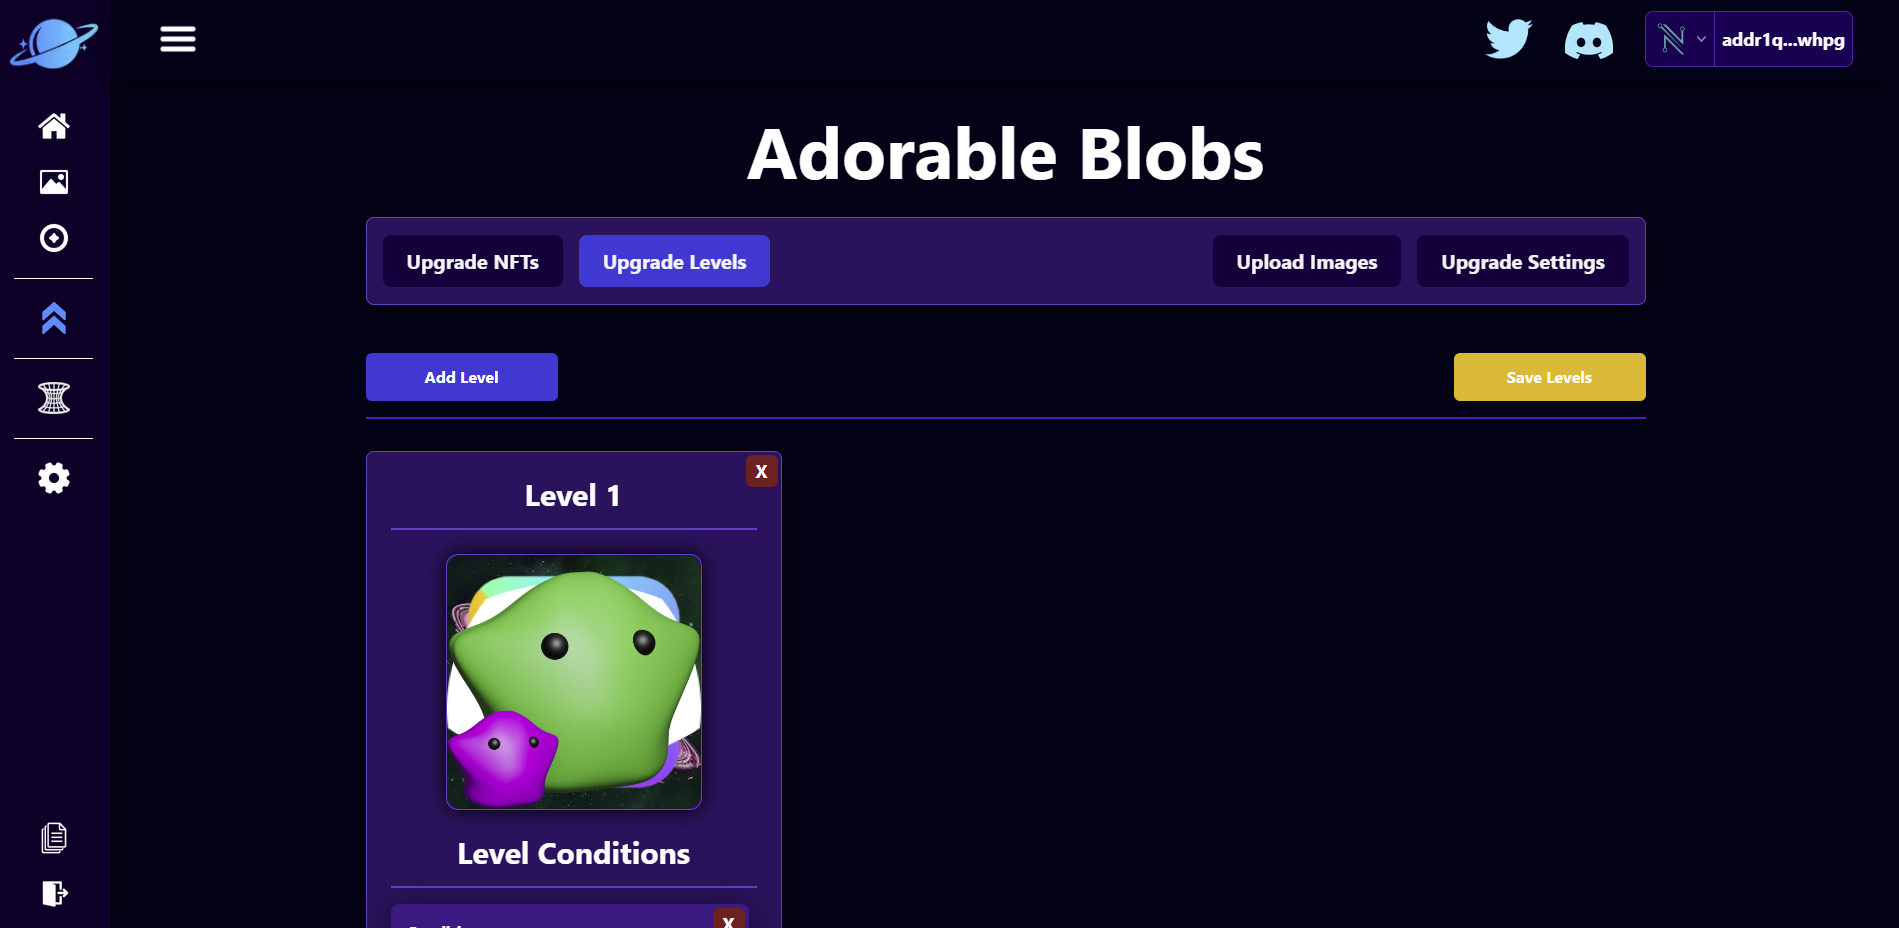 addr1q...whpg
Adorable Blobs
Upgrade NFTs
Upgrade Levels
Upload Images
Upgrade Settings
Add Level
Save Levels
X
Level 1
Level Conditions
X